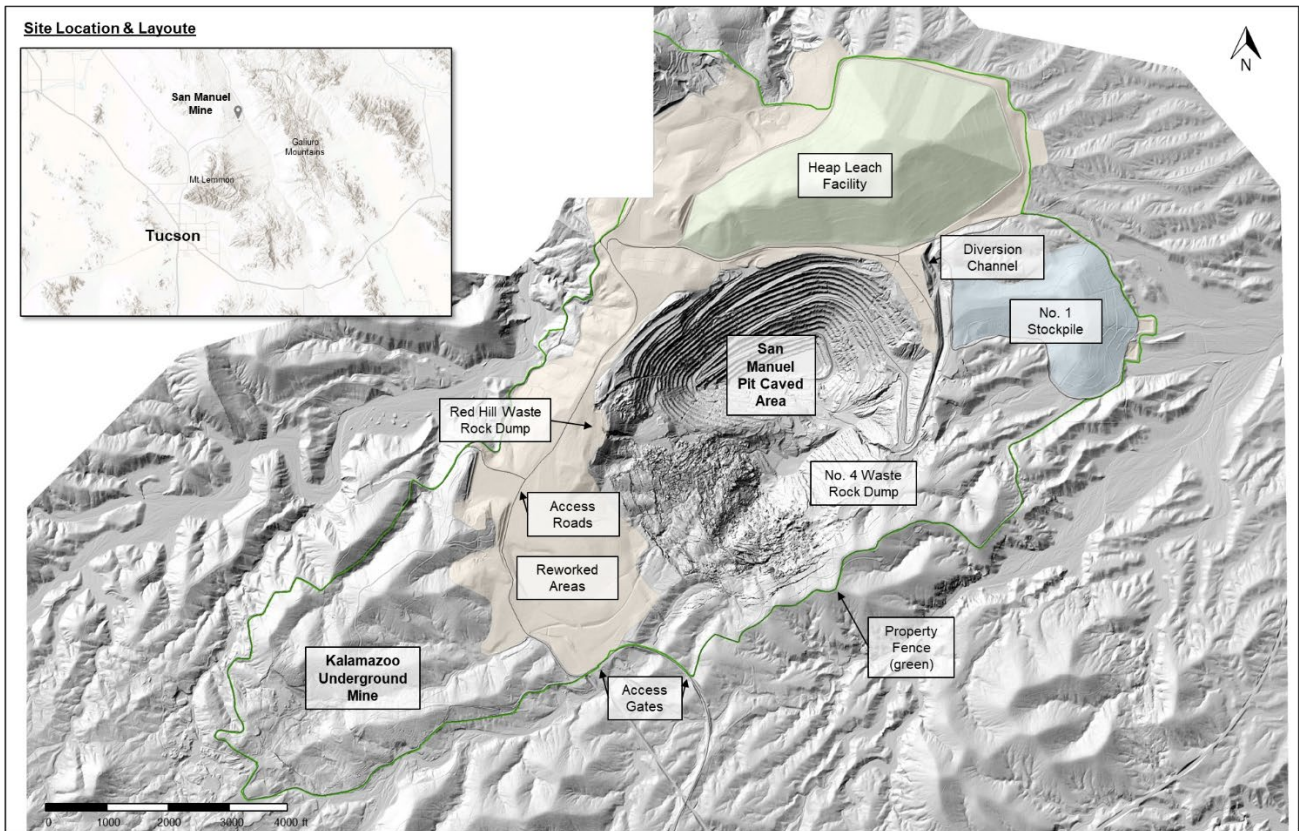 Site Location & Layoute
N
San Manuel
Mine
Galiuro
Mountains
Mt Lemmon
Tucson
Heap Leach
Facility
Diversion
Channel
No. 1
Stockpile
San
Manuel
Pit Caved
Area
Red Hill Waste
Rock Dump
No. 4 Waste
Rock Dump
Access
Roads
Reworked
Areas
Property
Fence
(green)
Kalamazoo
Underground
Mine
Access
Gates
0 1000 2000 3000 4000 ft